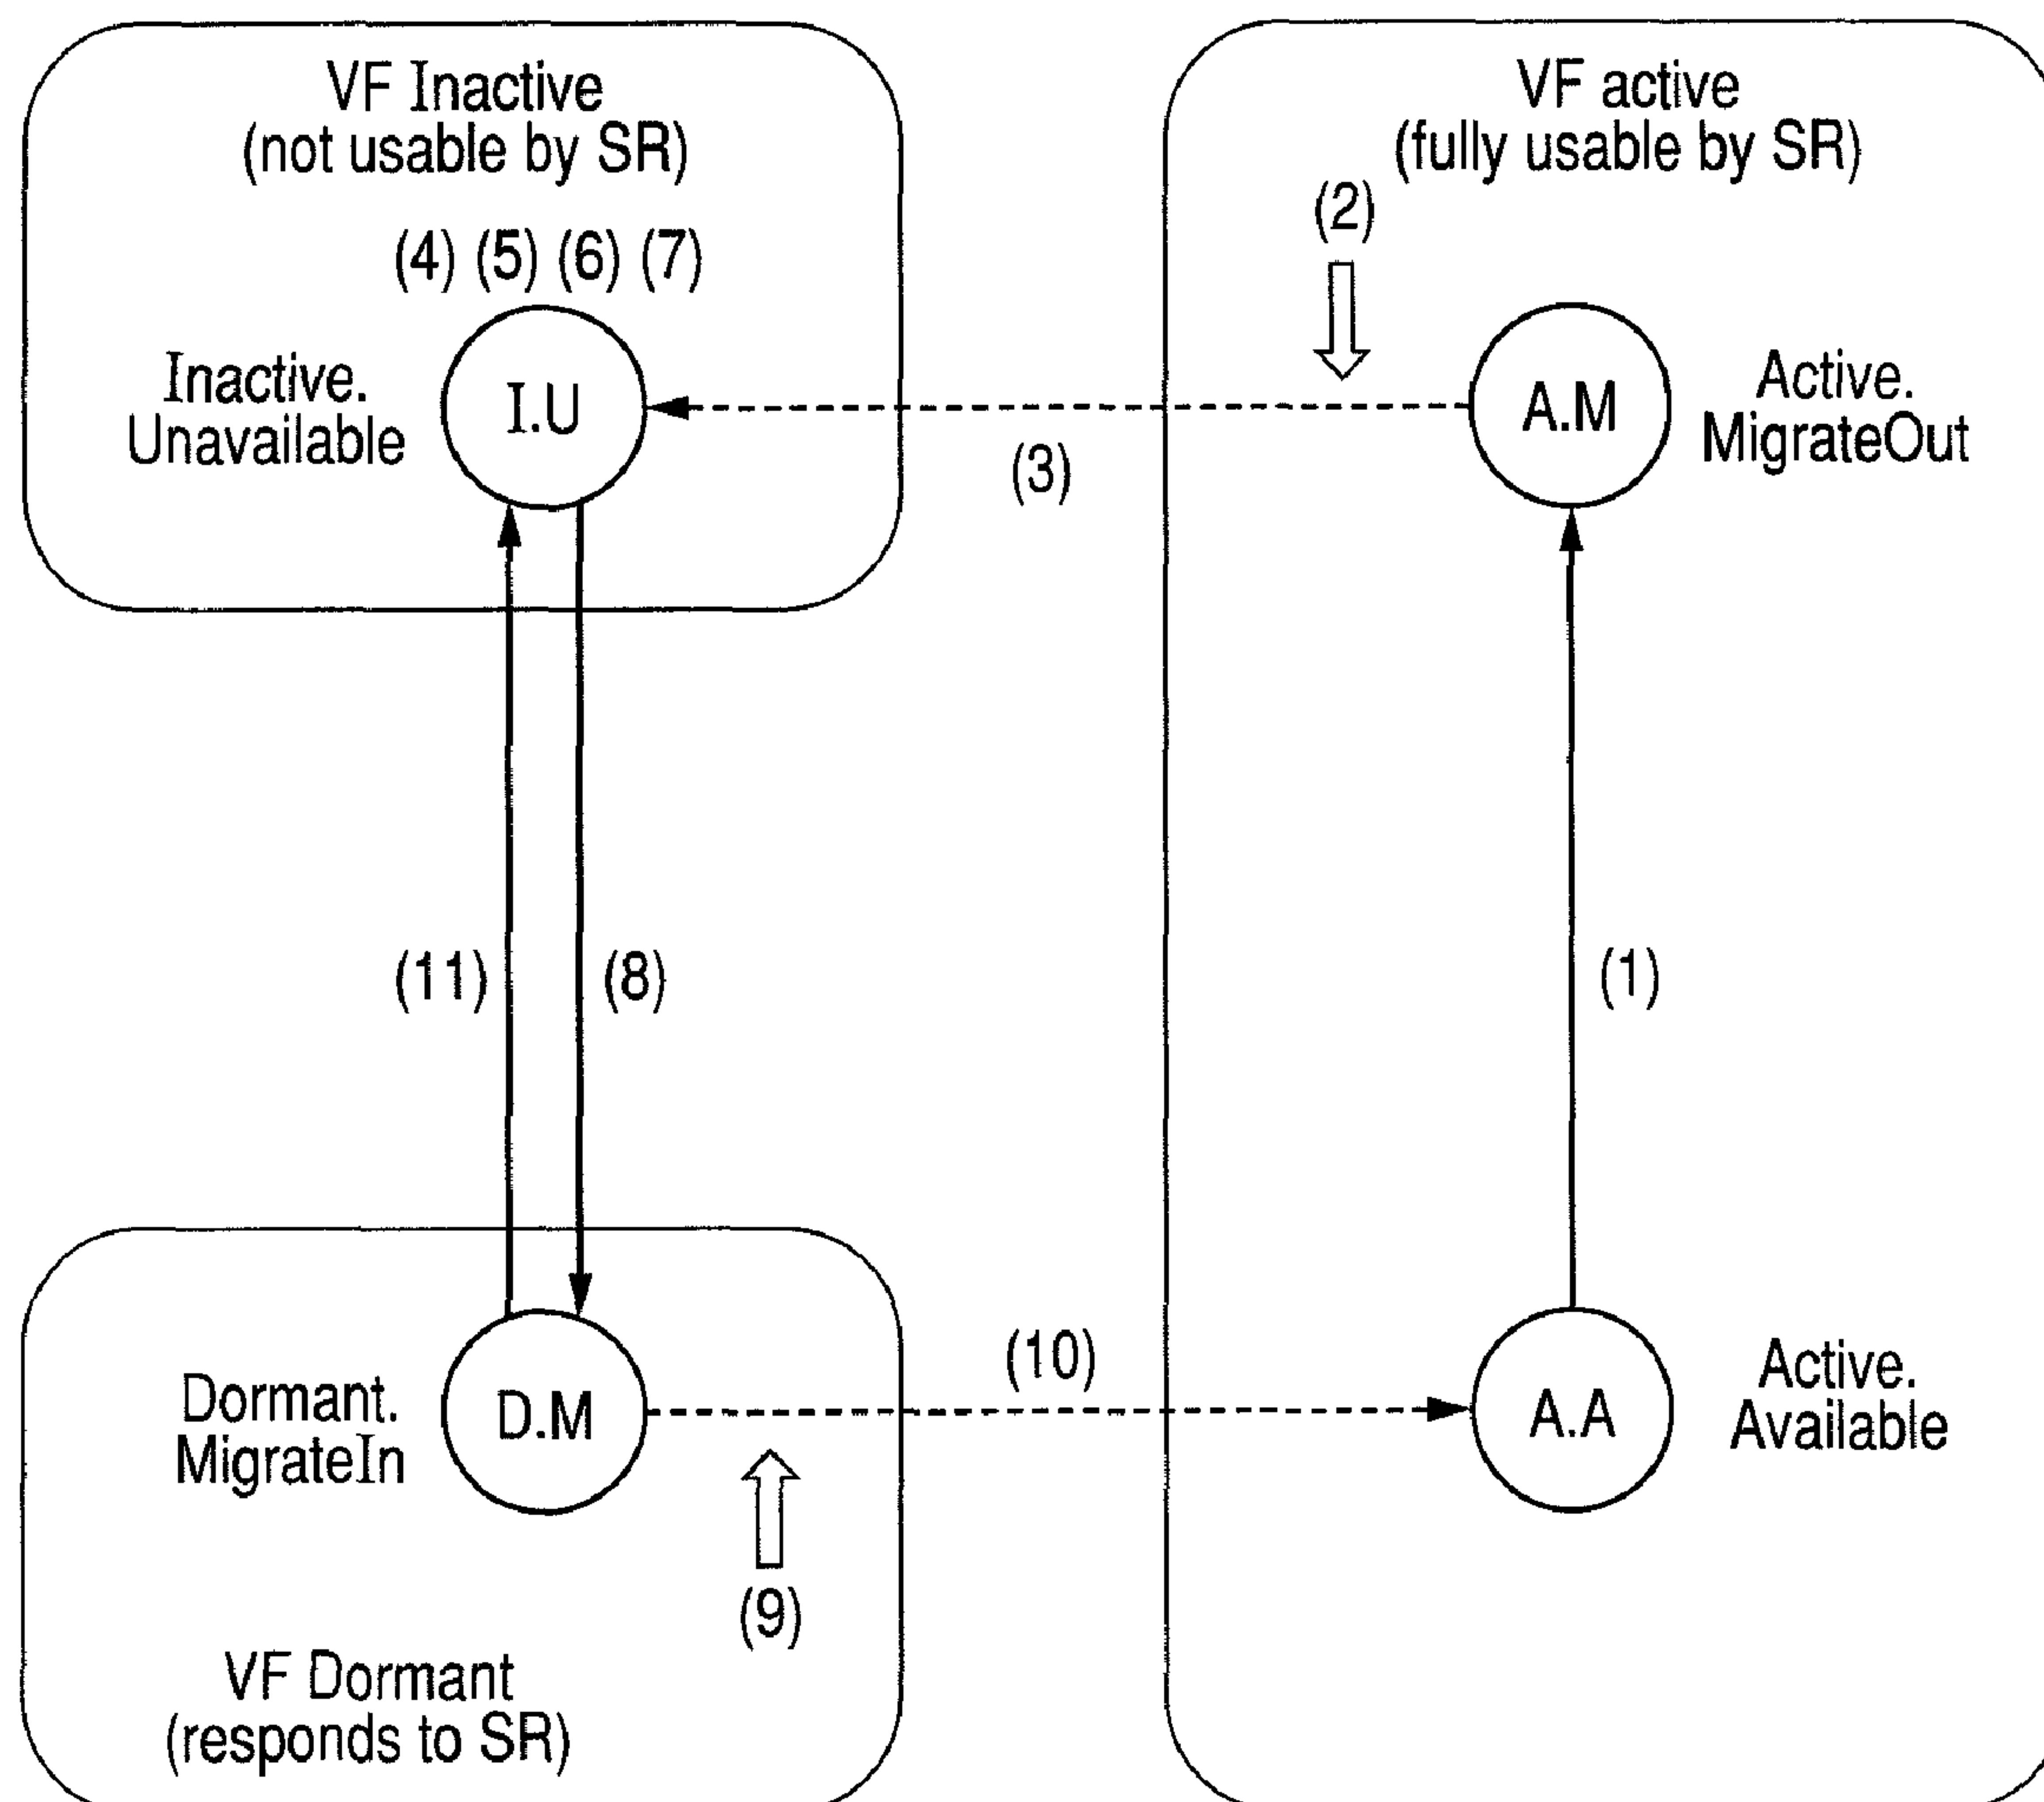 VF Inactive
(not usable by SR)
(4) (5) (6) (7)
Inactive.
Unavailable
I.U
VF active
(fully usable by SR)
(2)
A.M
Active.
MigrateOut
(3)
(11)
(8)
(1)
Dormant.
MigrateIn
D.M
(10)
(9)
A.A
Active.
Available
VF Dormant
(responds to SR)